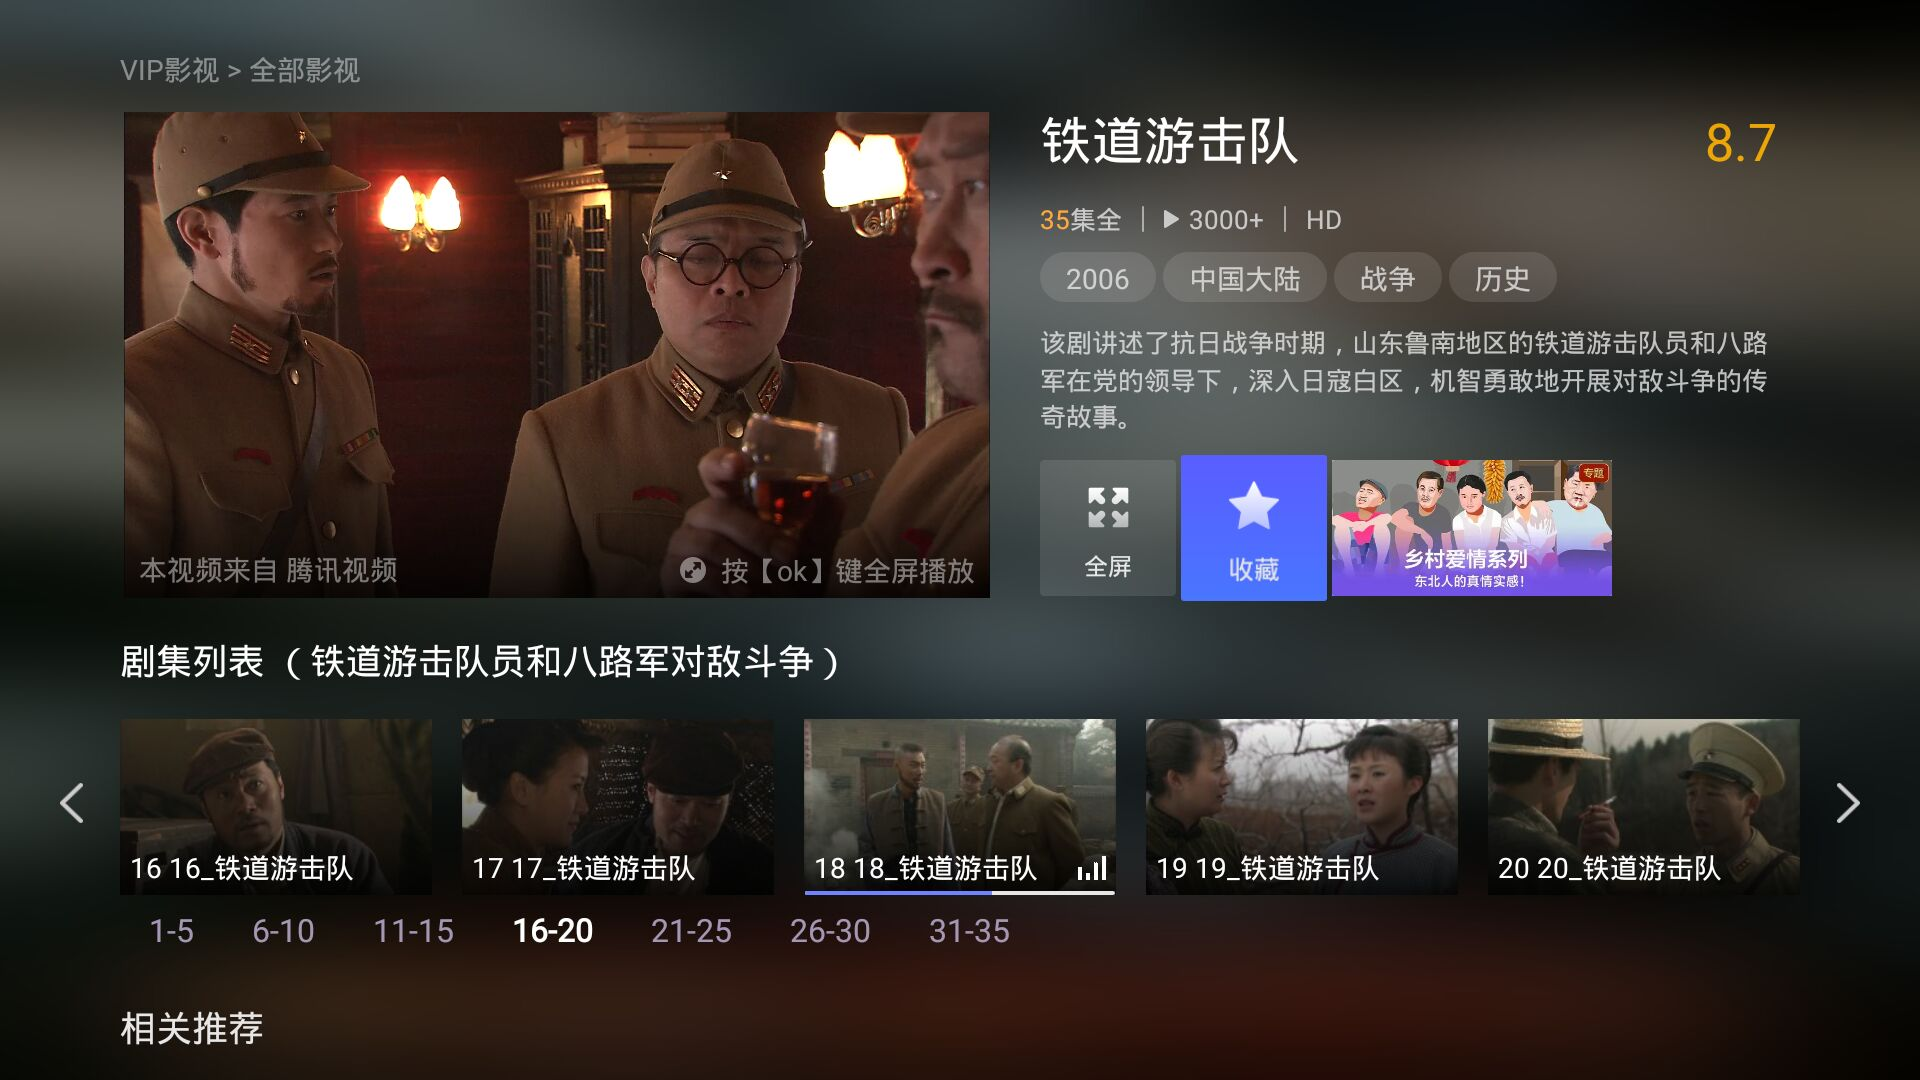 VIP影视 > 全部影视
铁道游击队
8.7
35集全 | ▶ 3000+ | HD
2006 中国大陆 战争 历史
该剧讲述了抗日战争时期，山东鲁南地区的铁道游击队员和八路
军在党的领导下，深入日寇白区，机智勇敢地开展对敌斗争的传
奇故事。
本视频来自 腾讯视频
按【ok】键全屏播放
全屏
收藏
专题
乡村爱情系列
东北人的真情实感！
剧集列表 （铁道游击队员和八路军对敌斗争）
16 16_铁道游击队
17 17_铁道游击队
18 18_铁道游击队
19 19_铁道游击队
20 20_铁道游击队
1-5 6-10 11-15 16-20 21-25 26-30 31-35
相关推荐